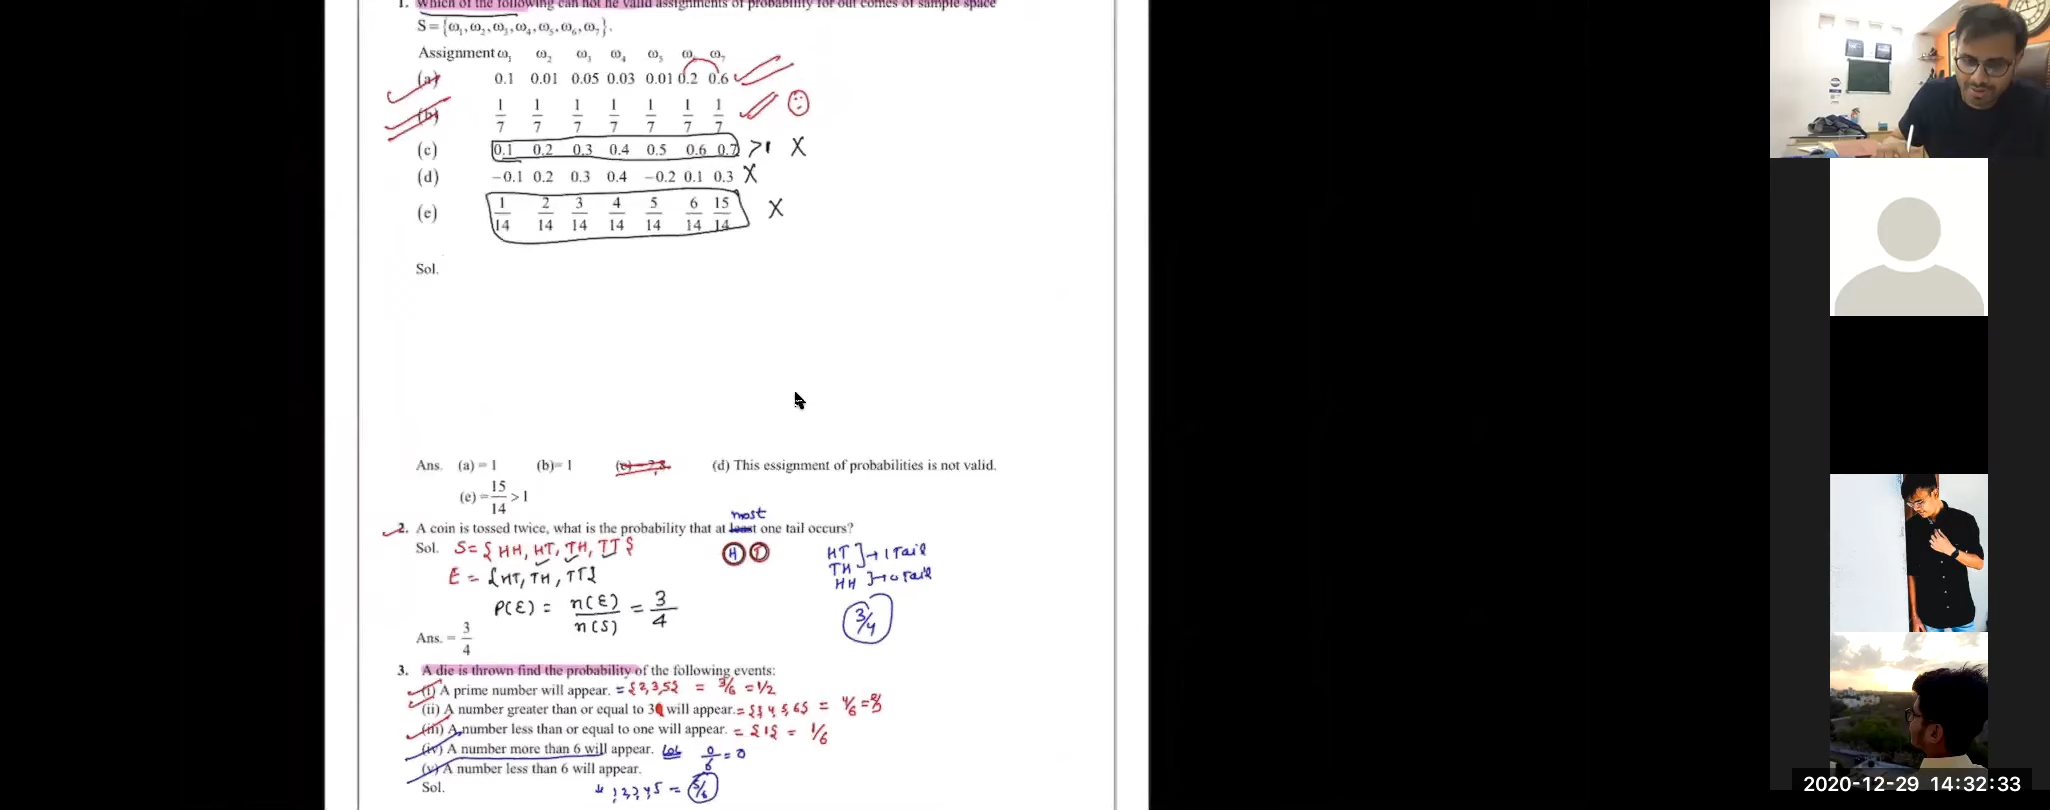 1. Which of the following can not be valid assignments of probability for out comes of sample space
S = {ω₁, ω₂, ω₃, ω₄, ω₅, ω₆, ω₇}.
Assignment ω₁ ω₂ ω₃ ω₄ ω₅ ω₆ ω₇
(a) 0.1 0.01 0.05 0.03 0.01 0.2 0.6
(b) 1/7 1/7 1/7 1/7 1/7 1/7 1/7
(c) 0.1 0.2 0.3 0.4 0.5 0.6 0.7 >1 X
(d) −0.1 0.2 0.3 0.4 −0.2 0.1 0.3 X
(e) 1/14 2/14 3/14 4/14 5/14 6/14 15/14 X
Sol.
Ans. (a) = 1 (b)= 1 (d) This essignment of probabilities is not valid.
(e) = 15/14 > 1
most
2. A coin is tossed twice, what is the probability that at least one tail occurs?
Sol. S = {HH, HT, TH, TT} H T HT ]→ 1 Tail
TH
E = {HT, TH, TT} HH }→ 0 Tail
P(E) = n(E)/n(S) = 3/4 3/4
Ans. = 3/4
3. A die is thrown find the probability of the following events:
(i) A prime number will appear. = {2,3,5} = 3/6 = 1/2
(ii) A number greater than or equal to 3 will appear. = {3 4, 5, 6} = 4/6 = 2/3
(iii) A number less than or equal to one will appear. = {1} = 1/6
(iv) A number more than 6 will appear. LOL 0/6 = 0
(v) A number less than 6 will appear.
Sol. 1,2,3,4,5 = 5/6
2020-12-29 14:32:33